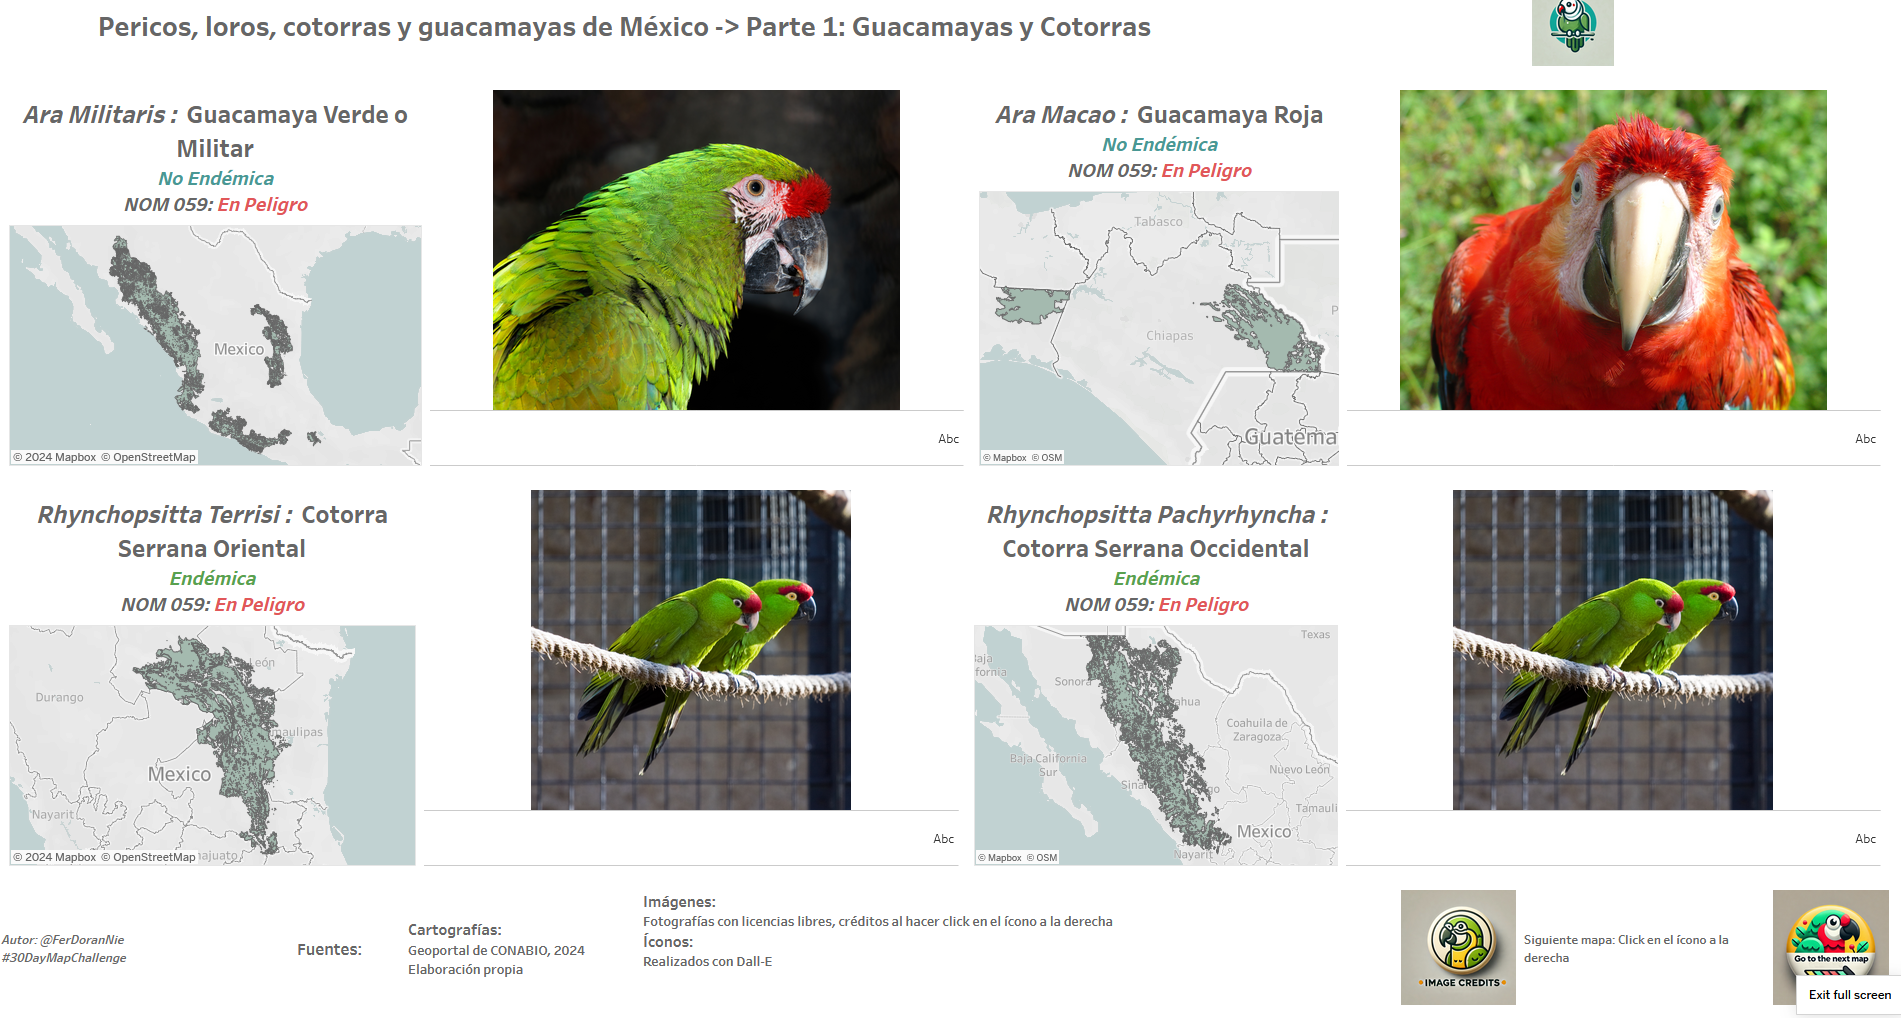 Pericos, loros, cotorras y guacamayas de México -> Parte 1: Guacamayas y Cotorras
Ara Militaris : Guacamaya Verde o
Militar
No Endémica
NOM 059: En Peligro
Mexico
© 2024 Mapbox © OpenStreetMap
Abc
Ara Macao : Guacamaya Roja
No Endémica
NOM 059: En Peligro
Tabasco
Chiapas
P
Guatema
© Mapbox © OSM
Abc
Rhynchopsitta Terrisi : Cotorra
Serrana Oriental
Endémica
NOM 059: En Peligro
León
Durango
maulipas
Mexico
Nayarit
najuato
© 2024 Mapbox © OpenStreetMap
Abc
Rhynchopsitta Pachyrhyncha :
Cotorra Serrana Occidental
Endémica
NOM 059: En Peligro
Texas
Baja
fornia
Sonora
ahua
Coahuila de
Zaragoza
Baja California
Sur
Nuevo León
Sinal
go
Tamauli
Mexico
Nayarit
© Mapbox © OSM
Abc
Autor: @FerDoranNie
#30DayMapChallenge
Fuentes:
Cartografías:
Geoportal de CONABIO, 2024
Elaboración propia
Imágenes:
Fotografías con licencias libres, créditos al hacer click en el ícono a la derecha
Íconos:
Realizados con Dall-E
IMAGE CREDITS
Siguiente mapa: Click en el ícono a la
derecha
Go to the next map
Exit full screen